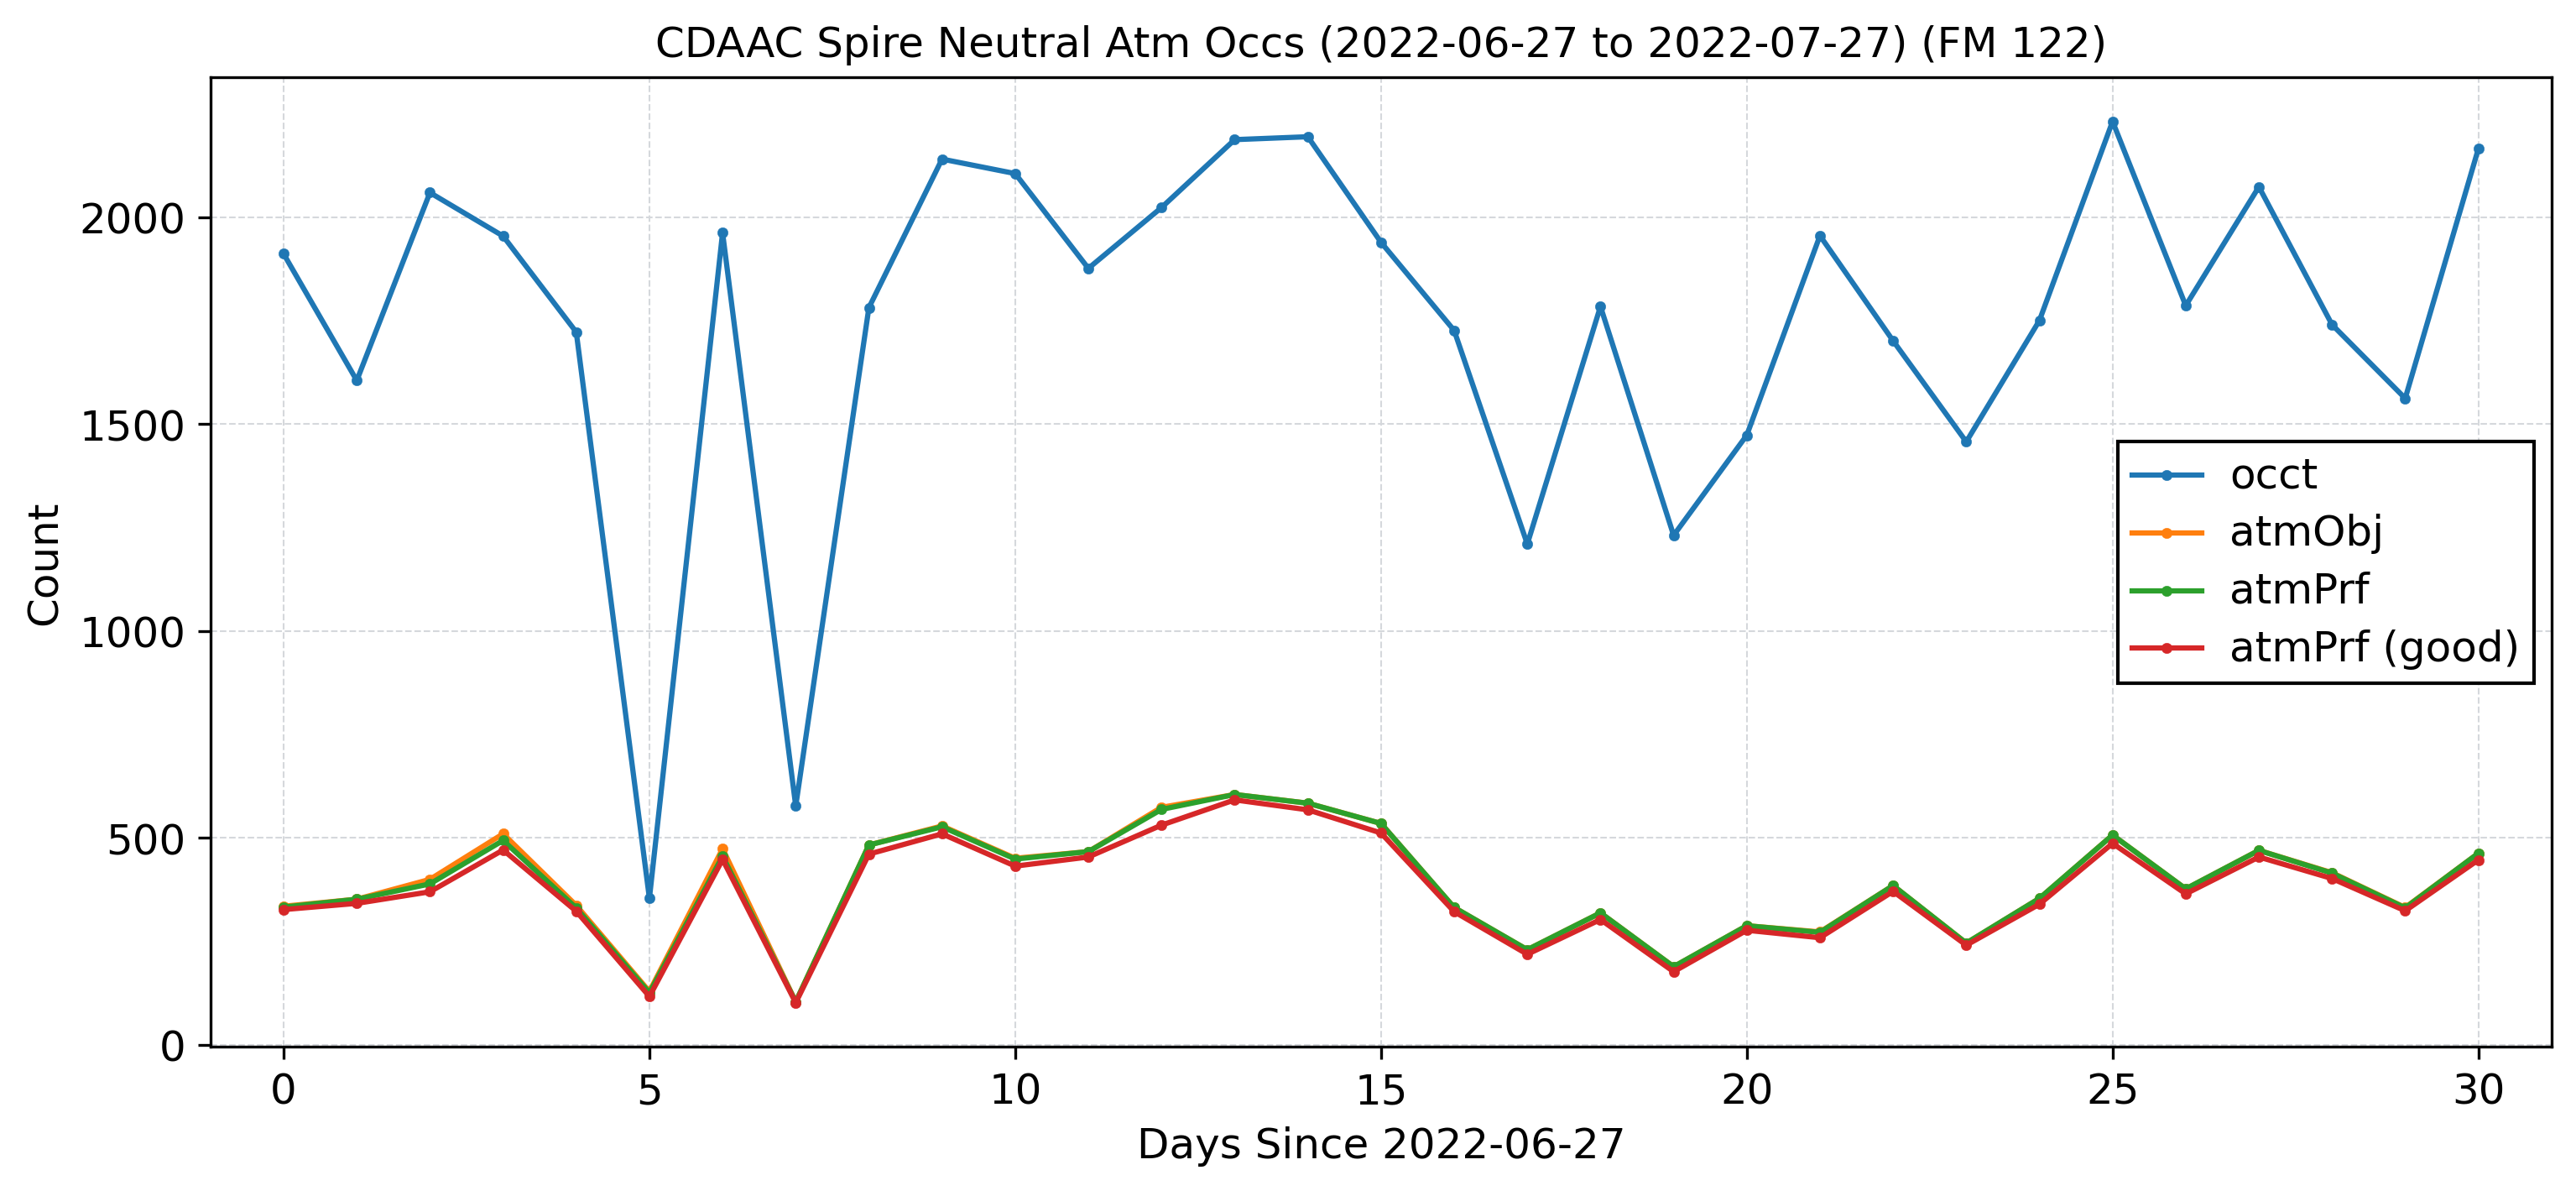 CDAAC Spire Neutral Atm Occs (2022-06-27 to 2022-07-27) (FM 122)
Count
2000
1500
1000
500
0
occt
atmObj
atmPrf
atmPrf (good)
0 5 10 15 20 25 30
Days Since 2022-06-27